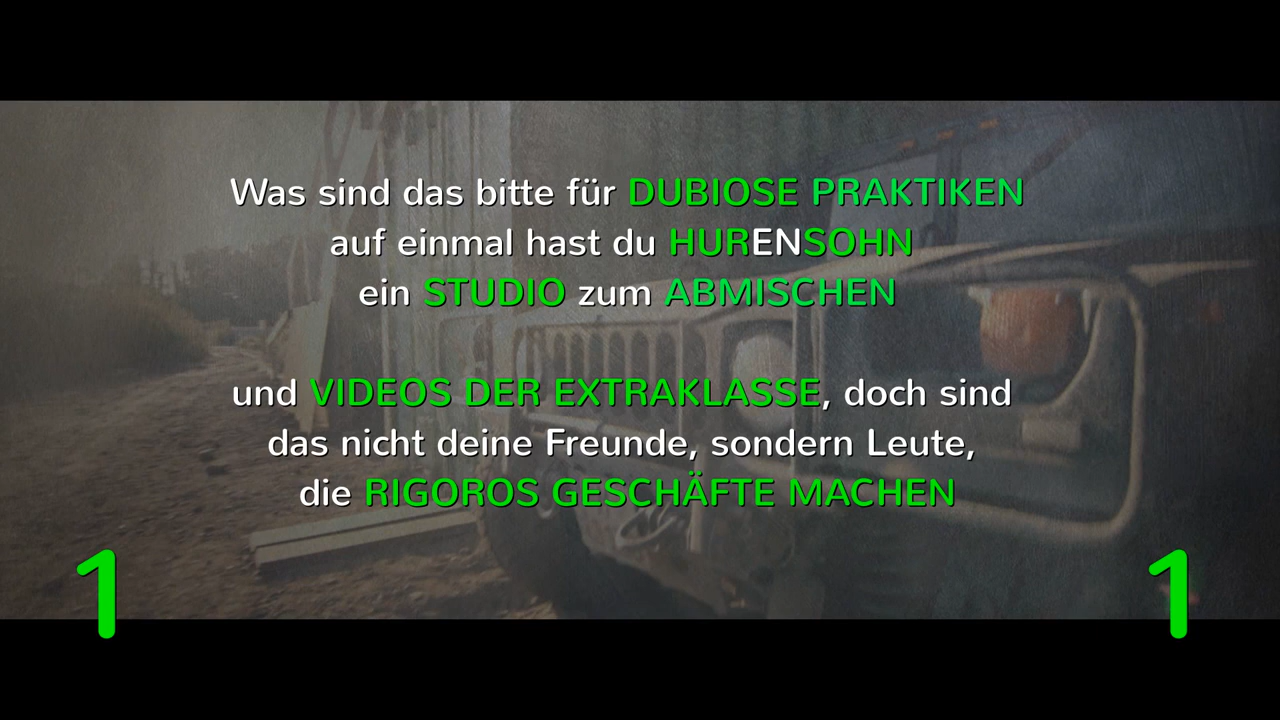 Was sind das bitte für DUBIOSE PRAKTIKEN
auf einmal hast du HURENSOHN
ein STUDIO zum ABMISCHEN
und VIDEOS DER EXTRAKLASSE, doch sind
das nicht deine Freunde, sondern Leute,
die RIGOROS GESCHÄFTE MACHEN
1 1